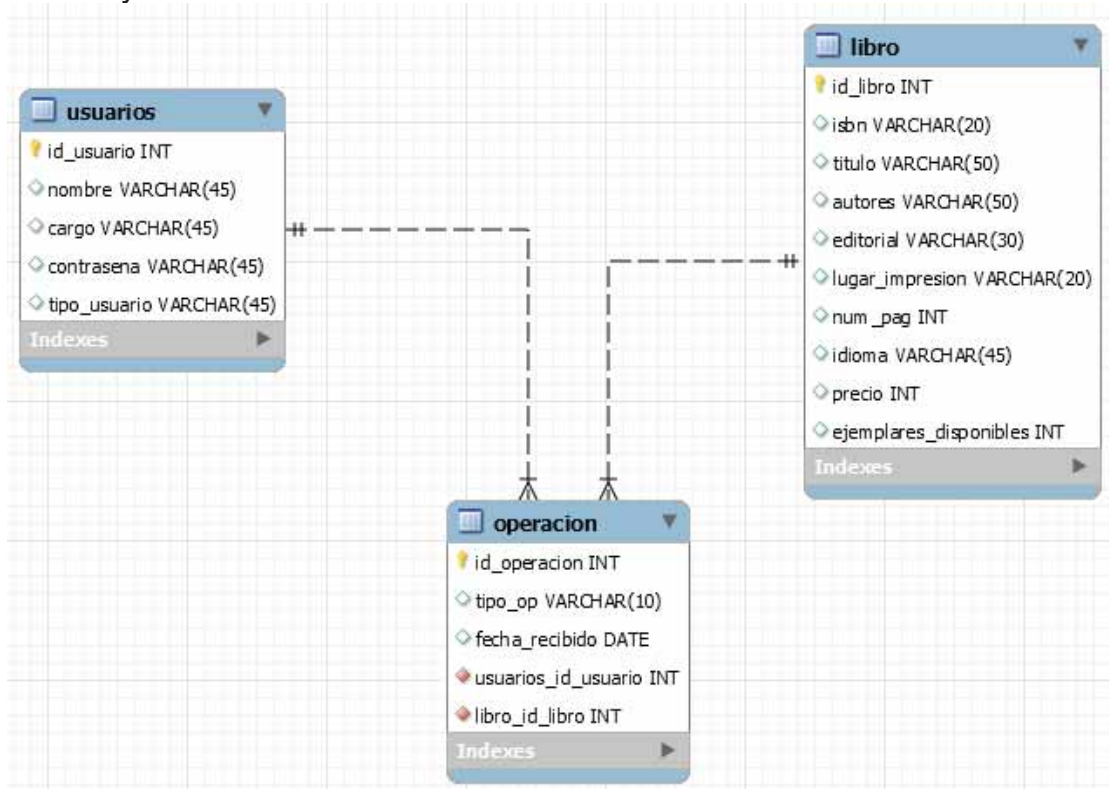 usuarios
id_usuario INT
nombre VARCHAR(45)
cargo VARCHAR(45)
contrasena VARCHAR(45)
tipo_usuario VARCHAR(45)
Indexes
libro
id_libro INT
isbn VARCHAR(20)
titulo VARCHAR(50)
autores VARCHAR(50)
editorial VARCHAR(30)
lugar_impresion VARCHAR(20)
num_pag INT
idioma VARCHAR(45)
precio INT
ejemplares_disponibles INT
Indexes
operacion
id_operacion INT
tipo_op VARCHAR(10)
fecha_recibido DATE
usuarios_id_usuario INT
libro_id_libro INT
Indexes